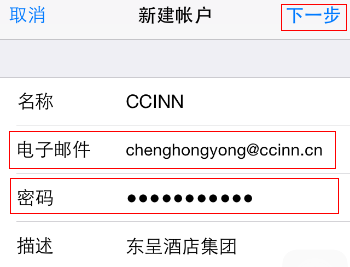 取消 新建帐户 下一步
名称 CCINN
电子邮件 chenghongyong@ccinn.cn
密码 ●●●●●●●●●●●
描述 东呈酒店集团